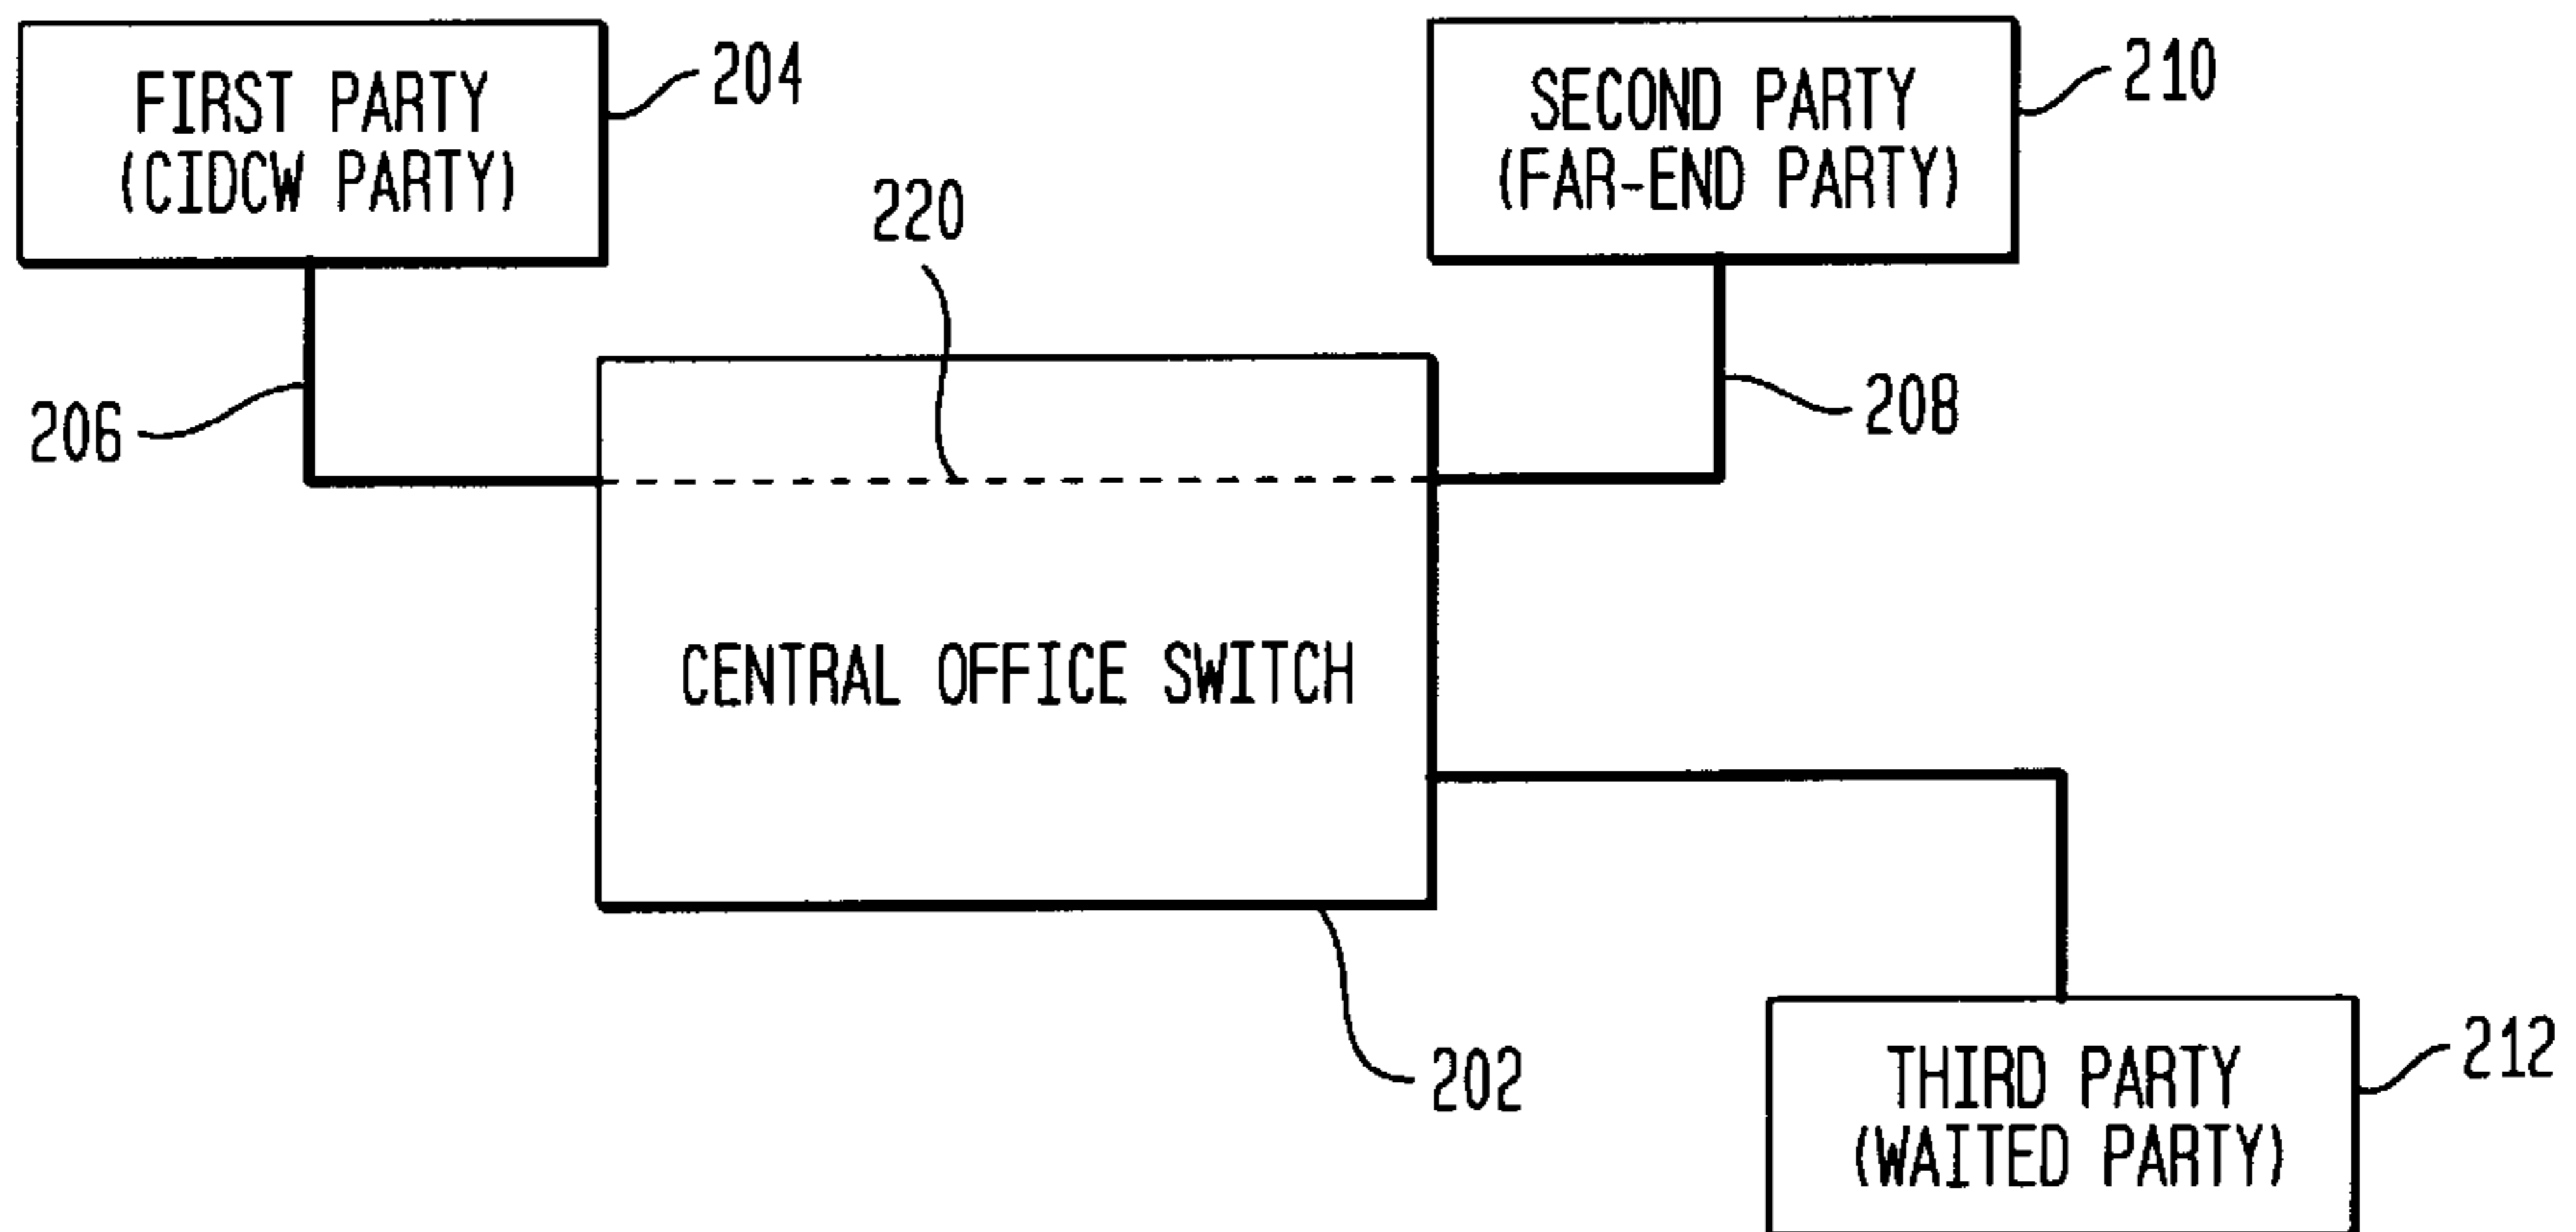 FIRST PARTY
(CIDCW PARTY)
204
SECOND PARTY
(FAR-END PARTY)
210
220
206
208
CENTRAL OFFICE SWITCH
202
THIRD PARTY
(WAITED PARTY)
212